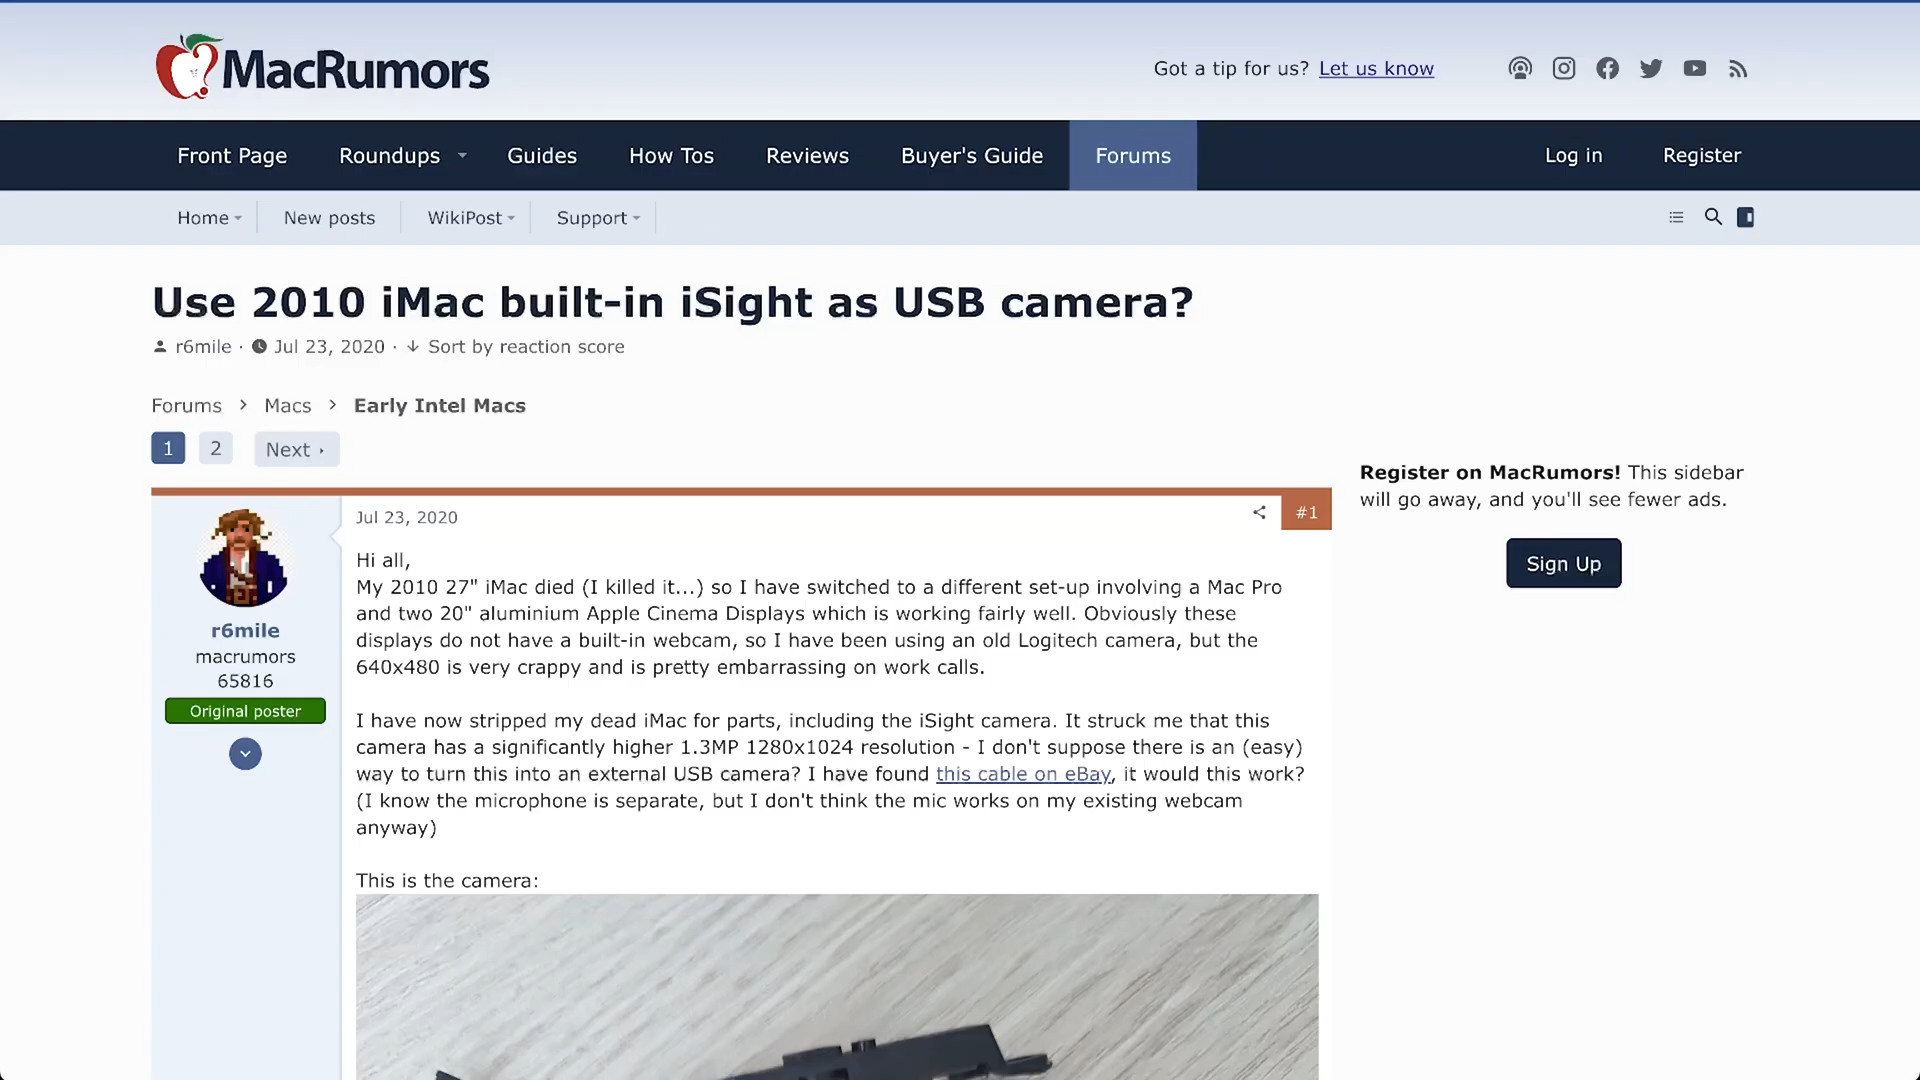 MacRumors
Got a tip for us? Let us know
Front Page Roundups Guides How Tos Reviews Buyer's Guide Forums Log in Register
Home New posts WikiPost Support
Use 2010 iMac built-in iSight as USB camera?
r6mile · Jul 23, 2020 · Sort by reaction score
Forums > Macs > Early Intel Macs
1 2 Next
Register on MacRumors! This sidebar
will go away, and you'll see fewer ads.
Sign Up
r6mile
macrumors
65816
Original poster
Jul 23, 2020
#1
Hi all,
My 2010 27" iMac died (I killed it...) so I have switched to a different set-up involving a Mac Pro
and two 20" aluminium Apple Cinema Displays which is working fairly well. Obviously these
displays do not have a built-in webcam, so I have been using an old Logitech camera, but the
640x480 is very crappy and is pretty embarrassing on work calls.
I have now stripped my dead iMac for parts, including the iSight camera. It struck me that this
camera has a significantly higher 1.3MP 1280x1024 resolution - I don't suppose there is an (easy)
way to turn this into an external USB camera? I have found this cable on eBay, it would this work?
(I know the microphone is separate, but I don't think the mic works on my existing webcam
anyway)
This is the camera: